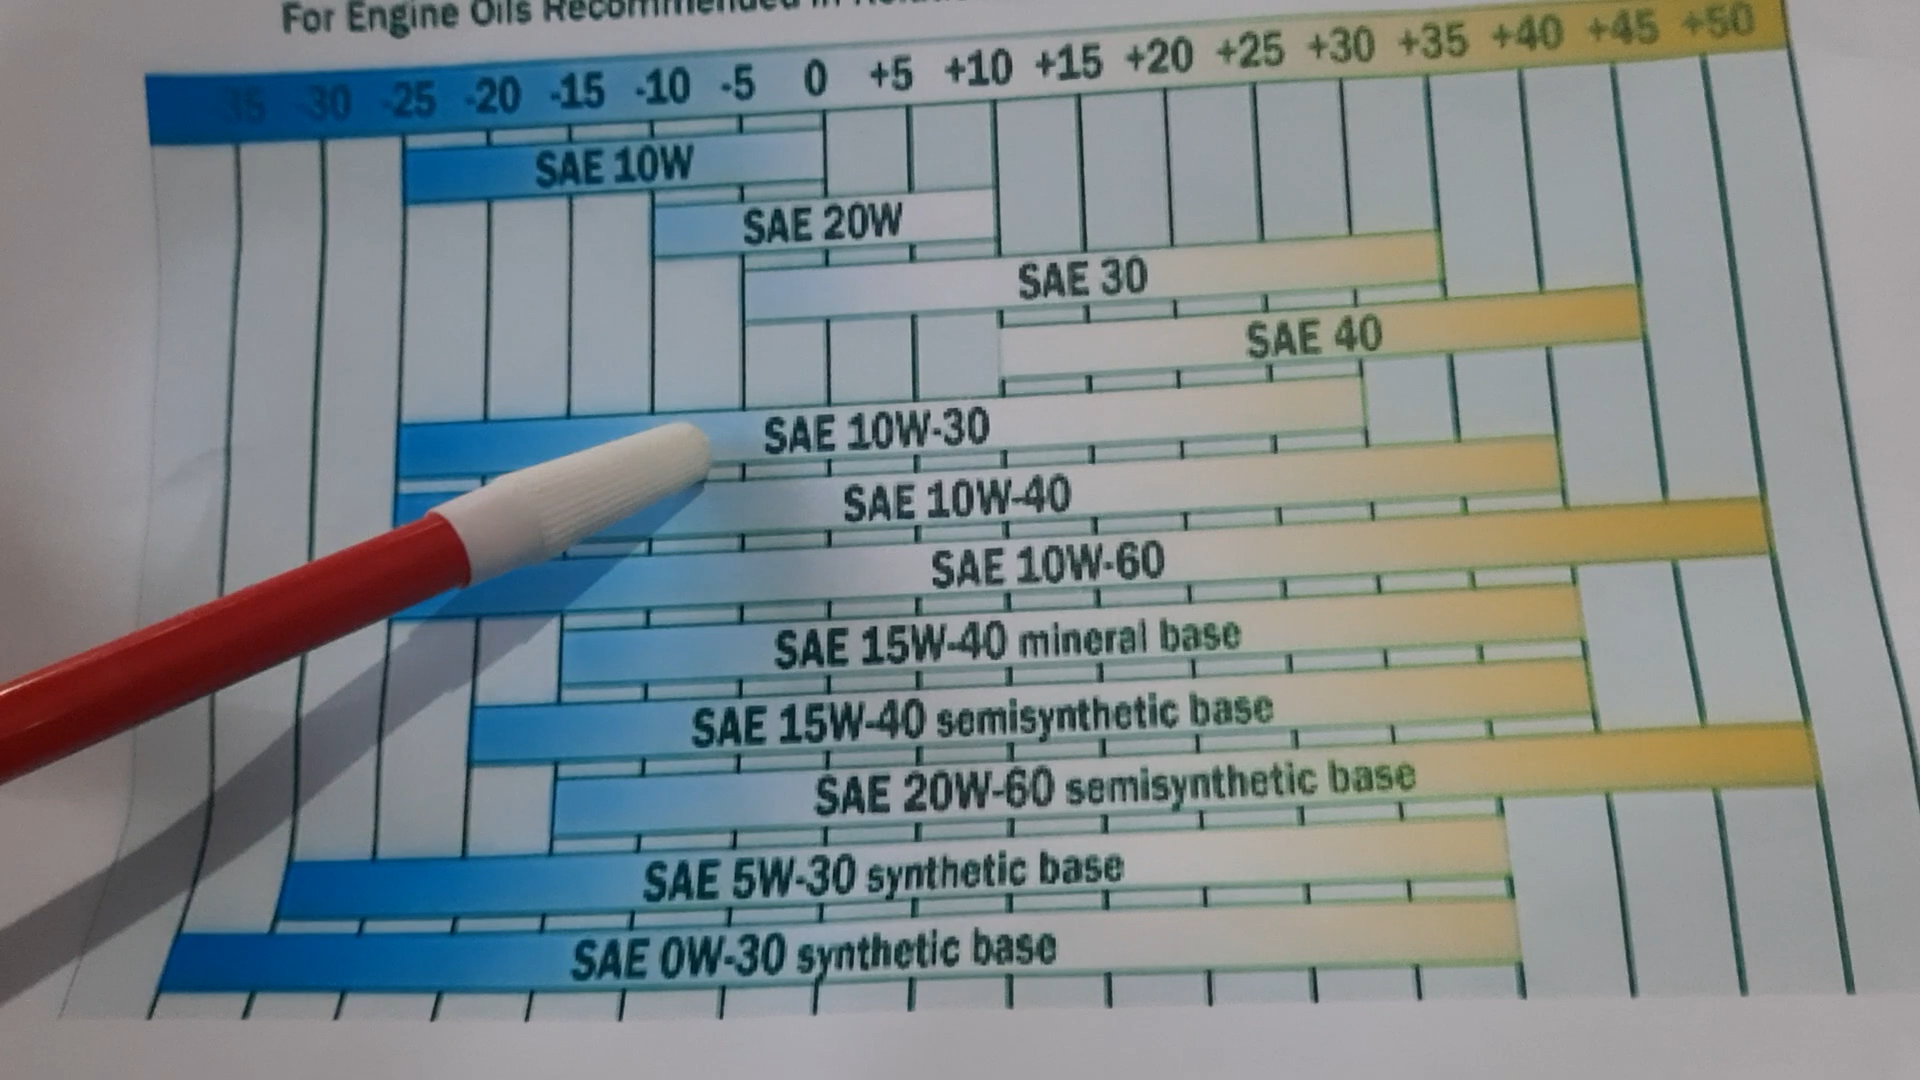 For Engine Oils Recommended in
35 -30 -25 -20 -15 -10 -5 0 +5 +10 +15 +20 +25 +30 +35 +40 +45 +50
SAE 10W
SAE 20W
SAE 30
SAE 40
SAE 10W-30
SAE 10W-40
SAE 10W-60
SAE 15W-40 mineral base
SAE 15W-40 semisynthetic base
SAE 20W-60 semisynthetic base
SAE 5W-30 synthetic base
SAE 0W-30 synthetic base